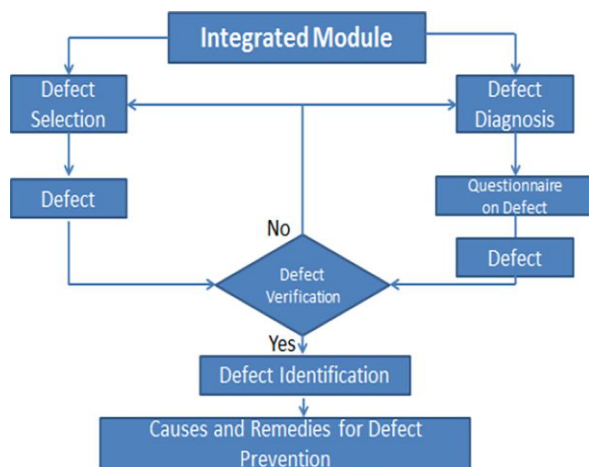 Integrated Module
Defect
Selection
Defect
Diagnosis
Defect
Questionnaire
on Defect
No
Defect
Defect
Verification
Yes
Defect Identification
Causes and Remedies for Defect
Prevention